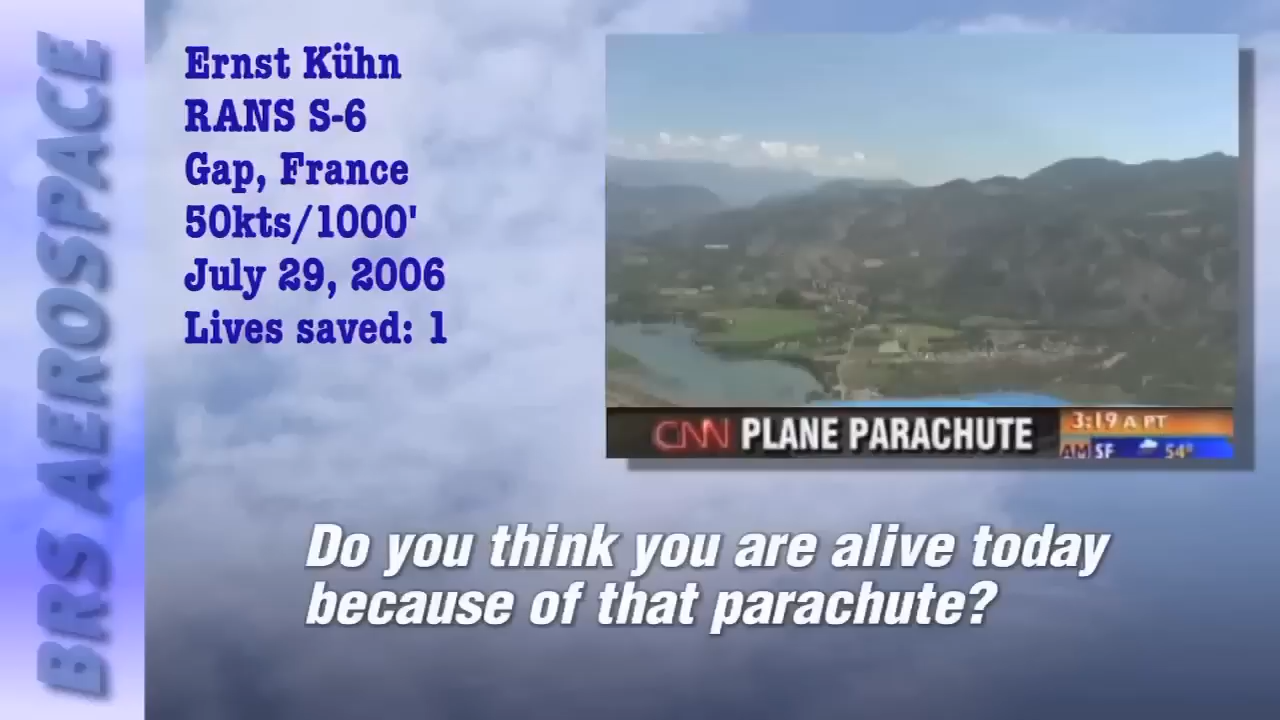 BRS AEROSPACE
Ernst Kühn
RANS S-6
Gap, France
50kts/1000'
July 29, 2006
Lives saved: 1
CNN PLANE PARACHUTE
3:19 A PT
AM SF 54°
Do you think you are alive today
because of that parachute?